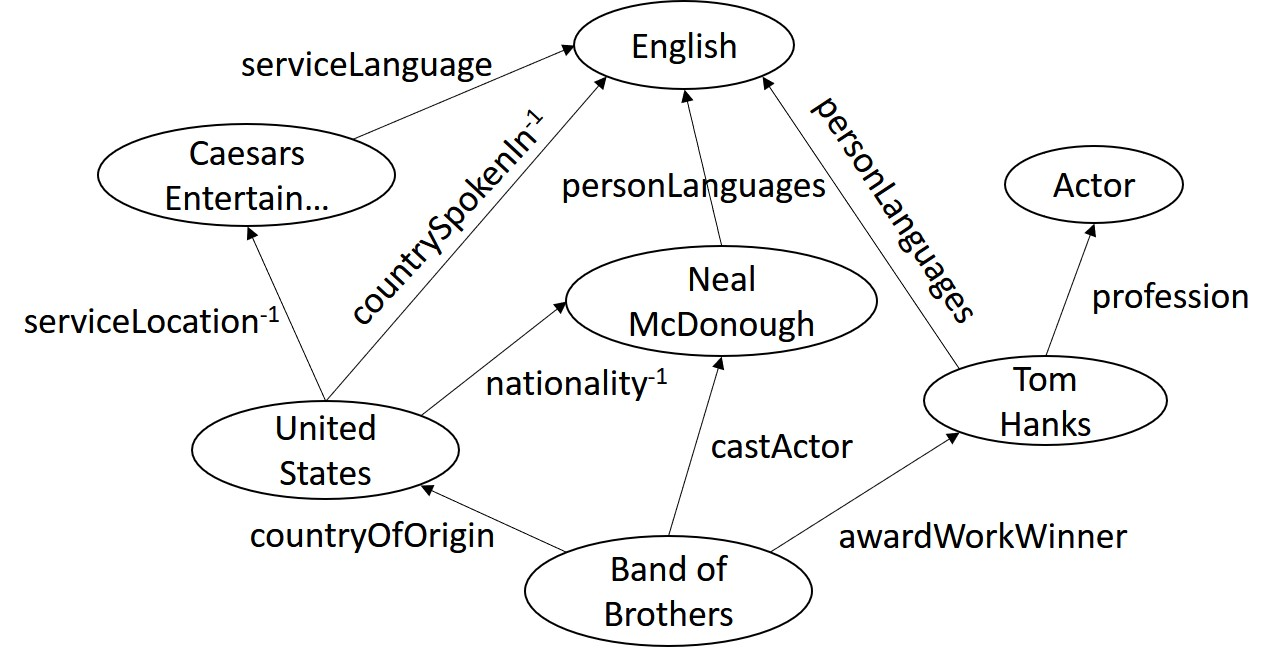 English
serviceLanguage
Caesars
Entertain...
countrySpokenIn-1
personLanguages
personLanguages
Actor
Neal
McDonough
serviceLocation-1
profession
nationality-1
Tom
Hanks
United
States
castActor
countryOfOrigin
awardWorkWinner
Band of
Brothers